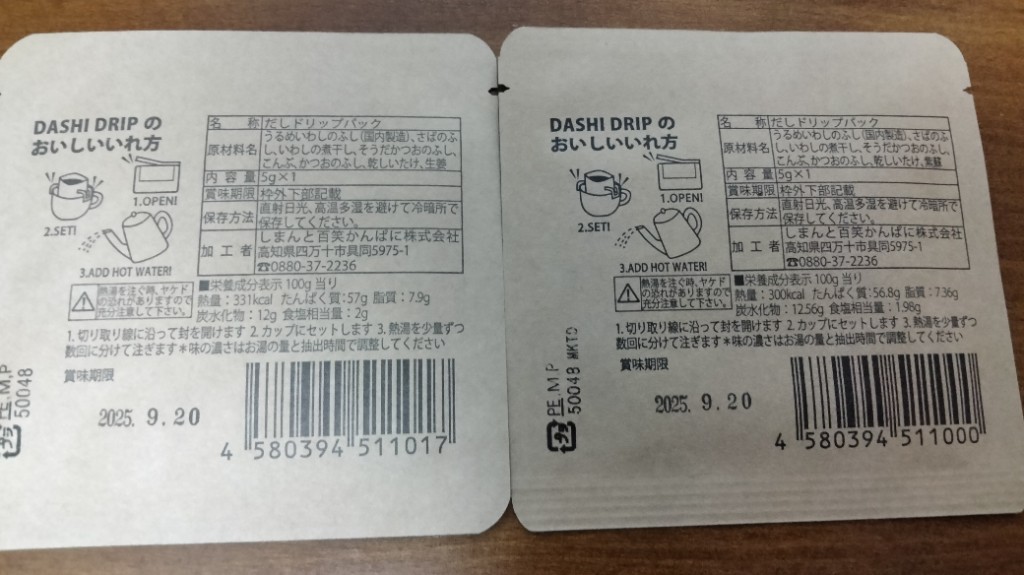 DASHI DRIP の
おいしいいれ方
1.OPEN!
2.SET!
3.ADD HOT WATER!
熱湯を注ぐ時、ヤケド
の恐れがありますので
充分注意して下さい。
名 称 だしドリップパック
原材料名 うるめいわしのふし(国内製造)、さばのふ
し、いわしの煮干し、そうだかつおのふし、
こんぶ、かつおのふし、乾しいたけ、生姜
内 容 量 5g×1
賞味期限 枠外下部記載
保存方法 直射日光、高温多湿を避けて冷暗所で
保存してください。
加 工 者 しまんと百笑かんぱに株式会社
高知県四万十市具同5975-1
☎0880-37-2236
■栄養成分表示 100g 当り
熱量：331kcal たんぱく質：57g 脂質：7.9g
炭水化物：12g 食塩相当量：2g
1. 切り取り線に沿って封を開けます 2. カップにセットします 3. 熱湯を少量ずつ
数回に分けて注ぎます＊味の濃さはお湯の量と抽出時間で調整してください
賞味期限
2025. 9.20
PE.M.P
50048
4 580394 511017
DASHI DRIP の
おいしいいれ方
1.OPEN!
2.SET!
3.ADD HOT WATER!
熱湯を注ぐ時、ヤケド
の恐れがありますので
充分注意して下さい。
名 称 だしドリップパック
原材料名 うるめいわしのふし(国内製造)、さばのふ
し、いわしの煮干し、そうだかつおのふし、
こんぶ、かつおのふし、乾しいたけ、
内 容 量 5g×1
賞味期限 枠外下部記載
保存方法 直射日光、高温多湿を避けて冷暗所で
保存してください。
加 工 者 しまんと百笑かんぱに株式会社
高知県四万十市具同5975-1
☎0880-37-2236
■栄養成分表示 100g 当り
熱量：300kcal たんぱく質：56.8g 脂質：7.36g
炭水化物：12.56g 食塩相当量：1.98g
1. 切り取り線に沿って封を開けます 2. カップにセットします 3. 熱湯を少量ずつ
数回に分けて注ぎます＊味の濃さはお湯の量と抽出時間で調整してください
賞味期限
2025. 9.20
プラ
PE.M.P
50048 MKTO
4 580394 511000